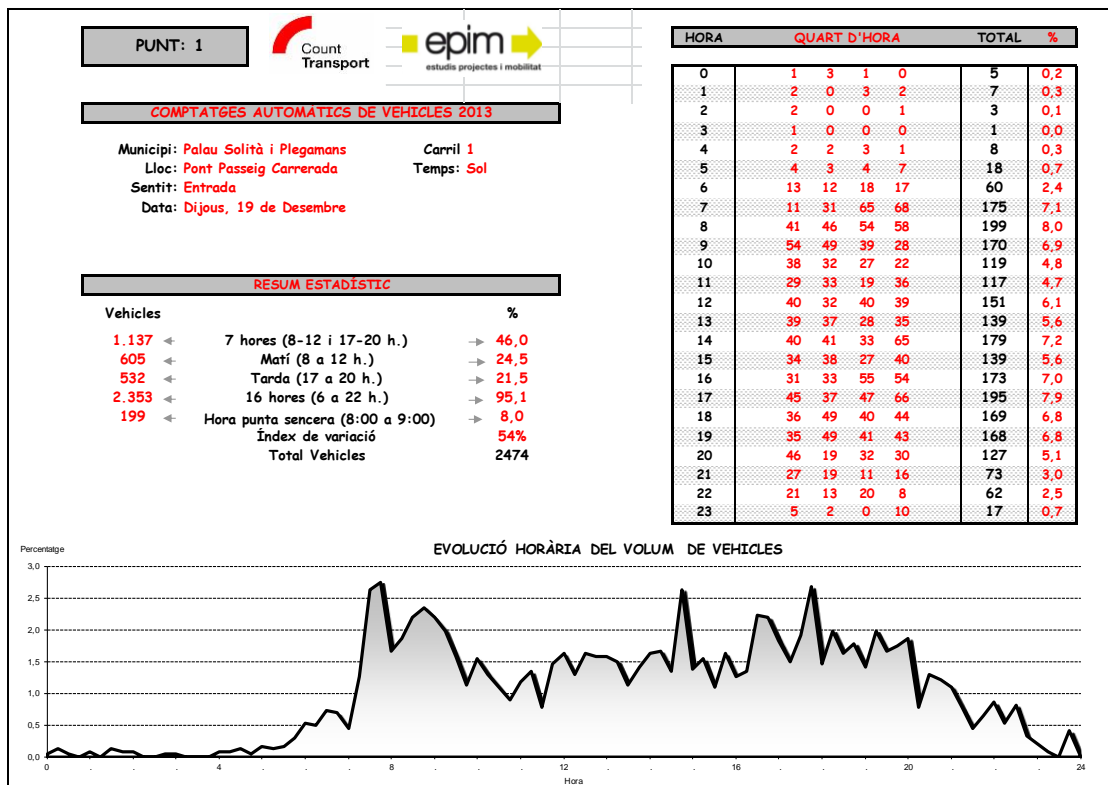 PUNT: 1
Count
Transport
epim
estudis projectes i mobilitat
COMPTATGES AUTOMÀTICS DE VEHICLES 2013
Municipi: Palau Solità i Plegamans Carril 1
Lloc: Pont Passeig Carrerada Temps: Sol
Sentit: Entrada
Data: Dijous, 19 de Desembre
RESUM ESTADÍSTIC
Vehicles %
1.137 7 hores (8-12 i 17-20 h.) 46,0
605 Matí (8 a 12 h.) 24,5
532 Tarda (17 a 20 h.) 21,5
2.353 16 hores (6 a 22 h.) 95,1
199 Hora punta sencera (8:00 a 9:00) 8,0
Índex de variació 54%
Total Vehicles 2474
HORA QUART D'HORA TOTAL %
0 1 3 1 0 5 0,2
1 2 0 3 2 7 0,3
2 2 0 0 1 3 0,1
3 1 0 0 0 1 0,0
4 2 2 3 1 8 0,3
5 4 3 4 7 18 0,7
6 13 12 18 17 60 2,4
7 11 31 65 68 175 7,1
8 41 46 54 58 199 8,0
9 54 49 39 28 170 6,9
10 38 32 27 22 119 4,8
11 29 33 19 36 117 4,7
12 40 32 40 39 151 6,1
13 39 37 28 35 139 5,6
14 40 41 33 65 179 7,2
15 34 38 27 40 139 5,6
16 31 33 55 54 173 7,0
17 45 37 47 66 195 7,9
18 36 49 40 44 169 6,8
19 35 49 41 43 168 6,8
20 46 19 32 30 127 5,1
21 27 19 11 16 73 3,0
22 21 13 20 8 62 2,5
23 5 2 0 10 17 0,7
Percentatge
EVOLUCIÓ HORÀRIA DEL VOLUM DE VEHICLES
3,0
2,5
2,0
1,5
1,0
0,5
0,0
0 . . . 4 . . . 8 . . . 12 . . . 16 . . . 20 . . . 24
Hora